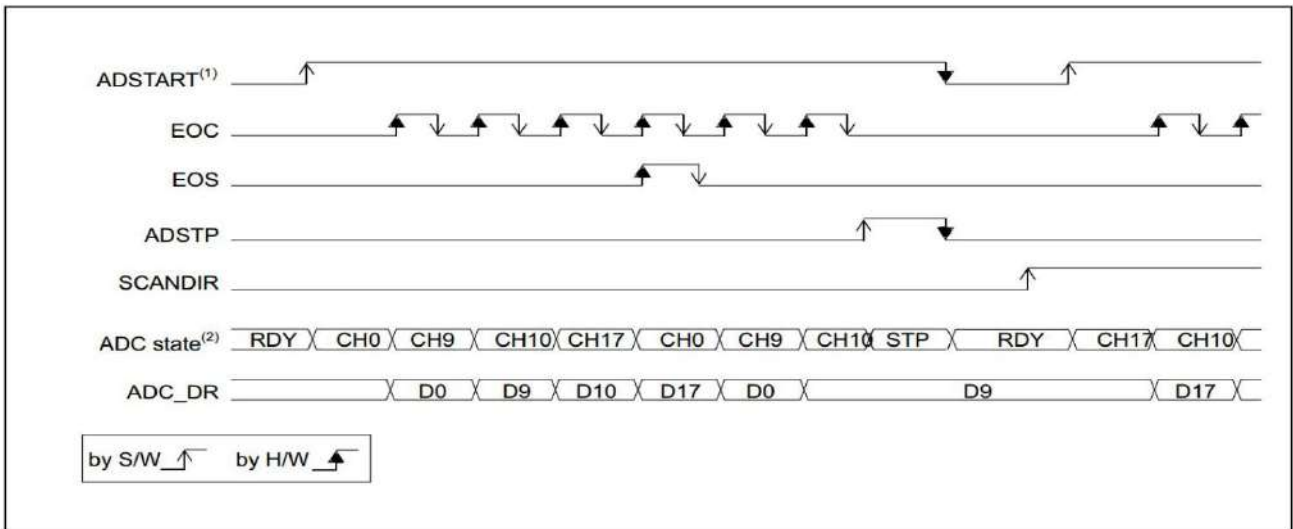 ADSTART(1)
EOC
EOS
ADSTP
SCANDIR
ADC state(2) RDY CH0 CH9 CH10 CH17 CH0 CH9 CH10 STP RDY CH17 CH10
ADC_DR D0 D9 D10 D17 D0 D9 D17
by S/W by H/W